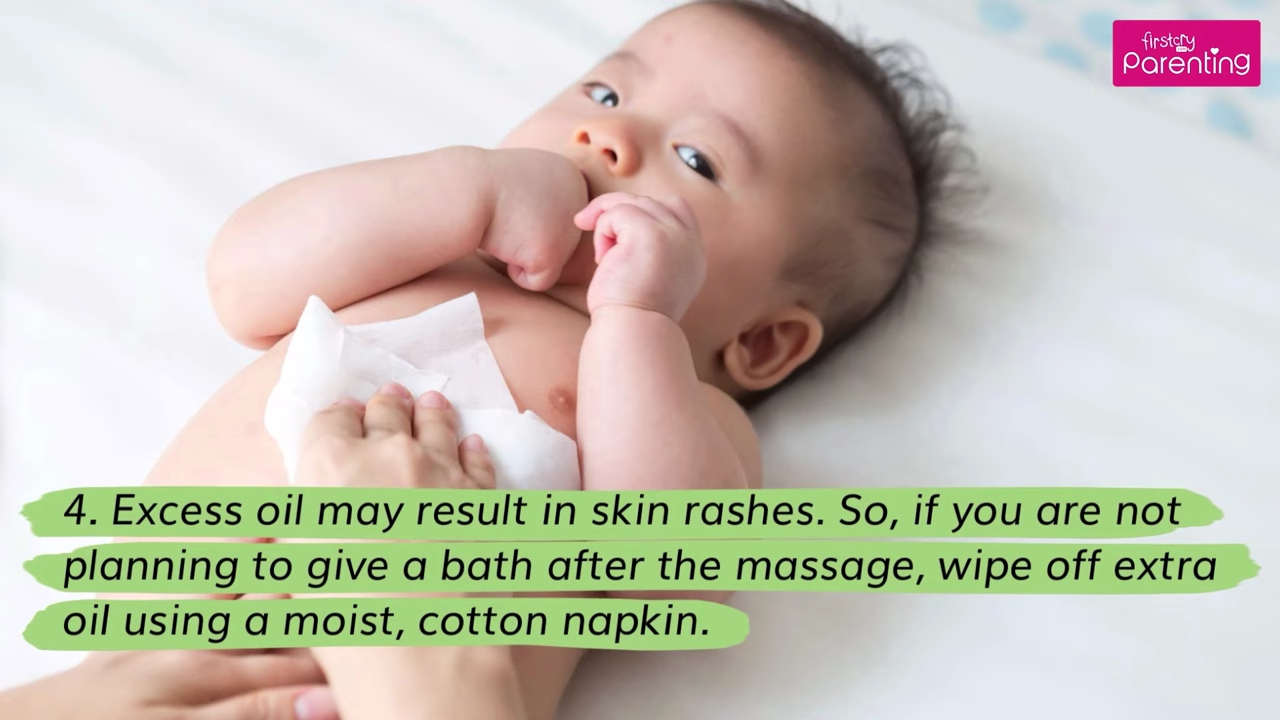 firstcry
Parenting
4. Excess oil may result in skin rashes. So, if you are not
planning to give a bath after the massage, wipe off extra
oil using a moist, cotton napkin.